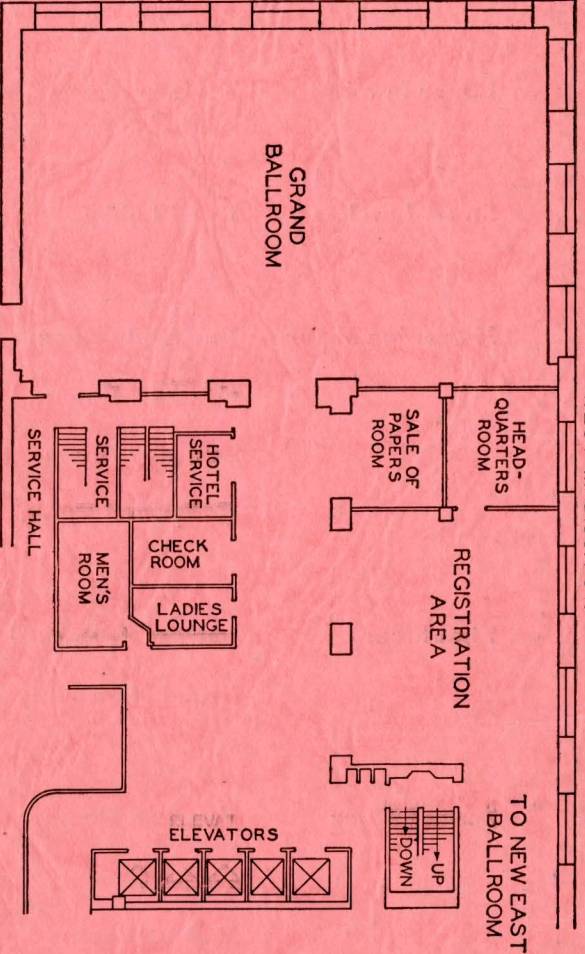 GRAND
BALLROOM
HEAD-
QUARTERS
ROOM
SALE OF
PAPERS
ROOM
HOTEL
SERVICE
SERVICE
SERVICE HALL
CHECK
ROOM
MEN'S
ROOM
LADIES
LOUNGE
REGISTRATION
AREA
ELEVATORS
UP
DOWN
TO NEW EAST
BALLROOM